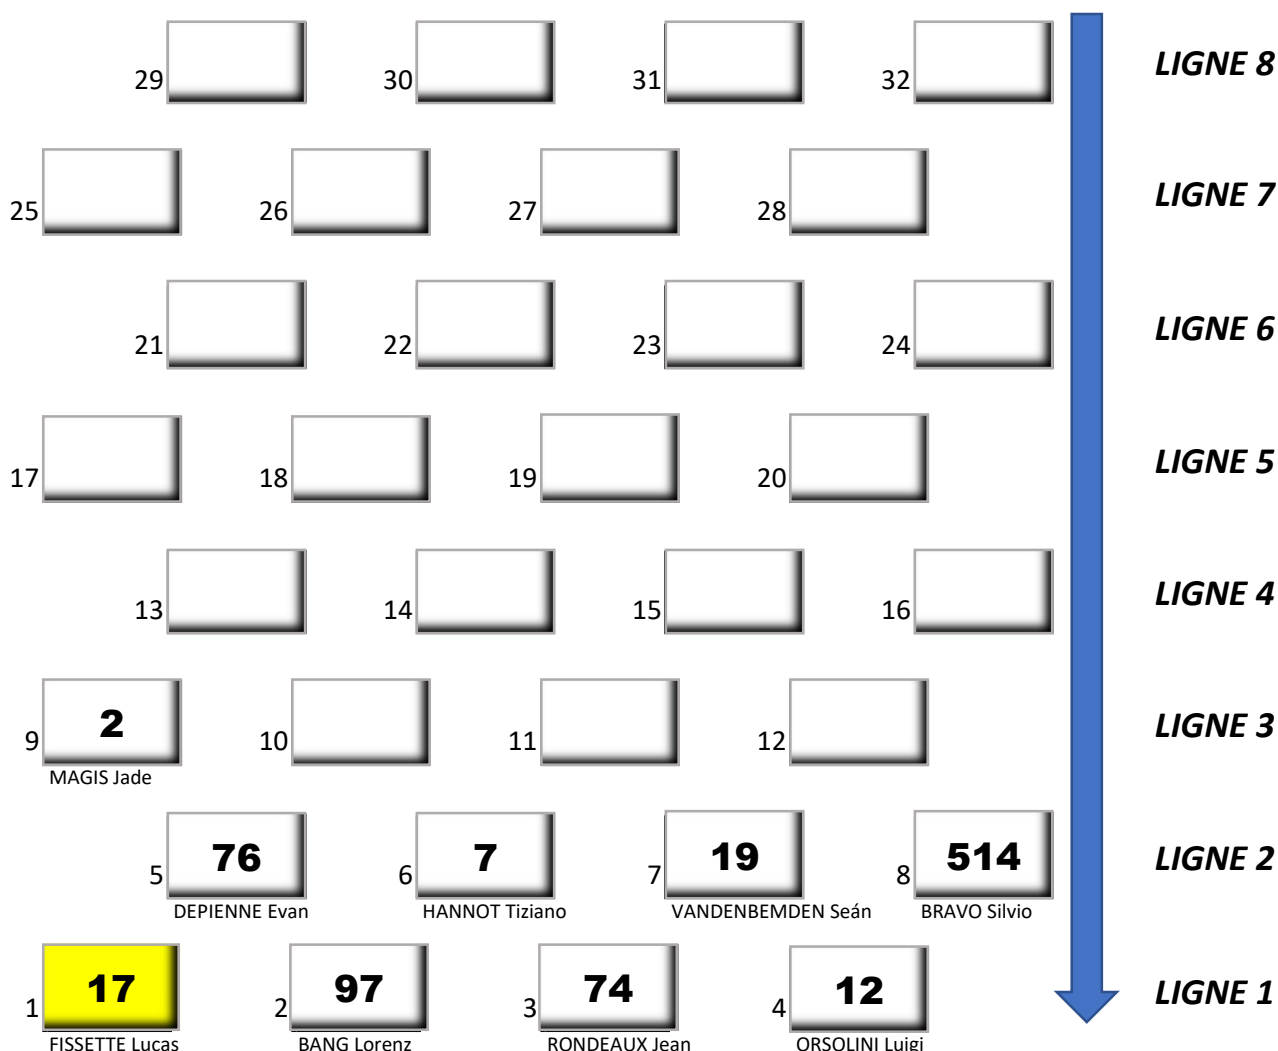 29 30 31 32 LIGNE 8
25 26 27 28 LIGNE 7
21 22 23 24 LIGNE 6
17 18 19 20 LIGNE 5
13 14 15 16 LIGNE 4
9 2 10 11 12 LIGNE 3
MAGIS Jade
5 76 6 7 7 19 8 514 LIGNE 2
DEPIENNE Evan HANNOT Tiziano VANDENBEMDEN Seán BRAVO Silvio
1 17 2 97 3 74 4 12 LIGNE 1
FISSETTE Lucas BANG Lorenz RONDEAUX Jean ORSOLINI Luigi